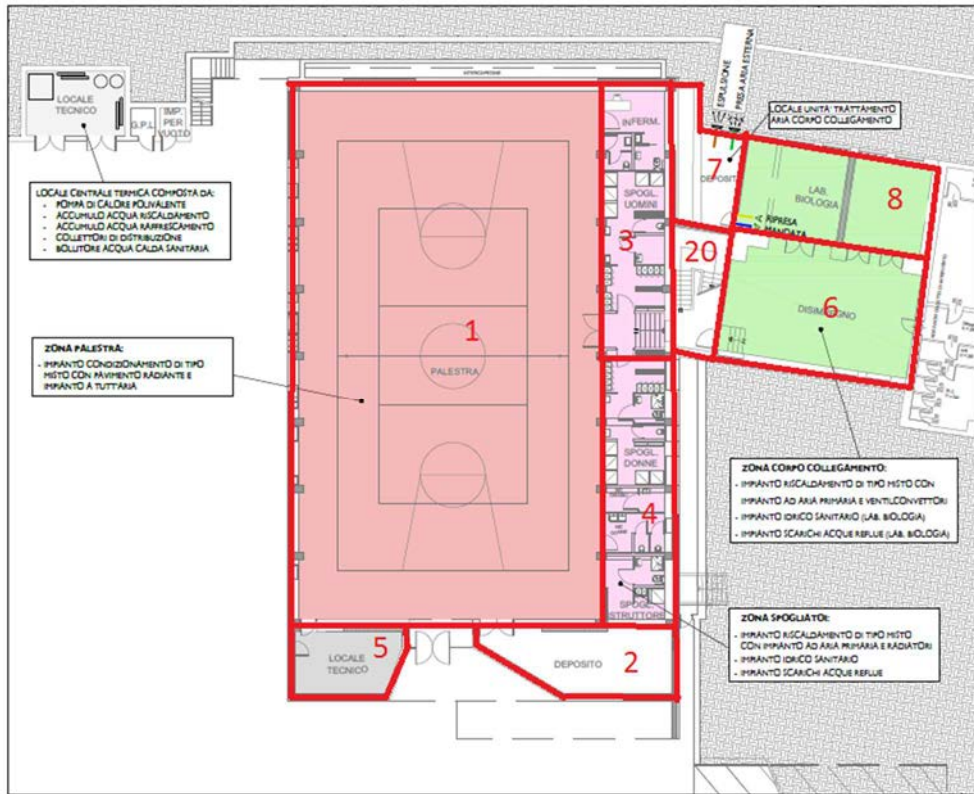 INTERCAPEDINE
ESPULSIONE
PRESA ARIA ESTERNA
LOCALE
TECNICO
G.P.L.
IMP.
PER
VUOTO
LOCALE UNITA' TRATTAMENTO
ARIA CORPO COLLEGAMENTO
INFERM.
7
DEPOSITO
LAB.
BIOLOGIA
8
LOCALE CENTRALE TERMICA COMPOSTA DA:
- POMPA DI CALORE POLIVALENTE
- ACCUMULO ACQUA RISCALDAMENTO
- ACCUMULO ACQUA RAFFRESCAMENTO
- COLLETTORI DI DISTRIBUZIONE
- BOLLITORE ACQUA CALDA SANITARIA
SPOGL.
UOMINI
3
RIPRESA
MANDATA
20
6
DISIMPEGNO
ZONA PALESTRA:
- IMPIANTO CONDIZIONAMENTO DI TIPO
MISTO CON PAVIMENTO RADIANTE E
IMPIANTO A TUTT'ARIA
1
PALESTRA
SPOGL.
DONNE
4
ZONA CORPO COLLEGAMENTO:
- IMPIANTO RISCALDAMENTO DI TIPO MISTO CON
IMPIANTO AD ARIA PRIMARIA E VENTILCONVETTORI
- IMPIANTO IDRICO SANITARIO (LAB. BIOLOGIA)
- IMPIANTO SCARICHI ACQUE REFLUE (LAB. BIOLOGIA)
SPOGL.
ISTRUTTORE
ZONA SPOGLIATOI:
- IMPIANTO RISCALDAMENTO DI TIPO MISTO
CON IMPIANTO AD ARIA PRIMARIA E RADIATORI
- IMPIANTO IDRICO SANITARIO
- IMPIANTO SCARICHI ACQUE REFLUE
5
LOCALE
TECNICO
DEPOSITO
2